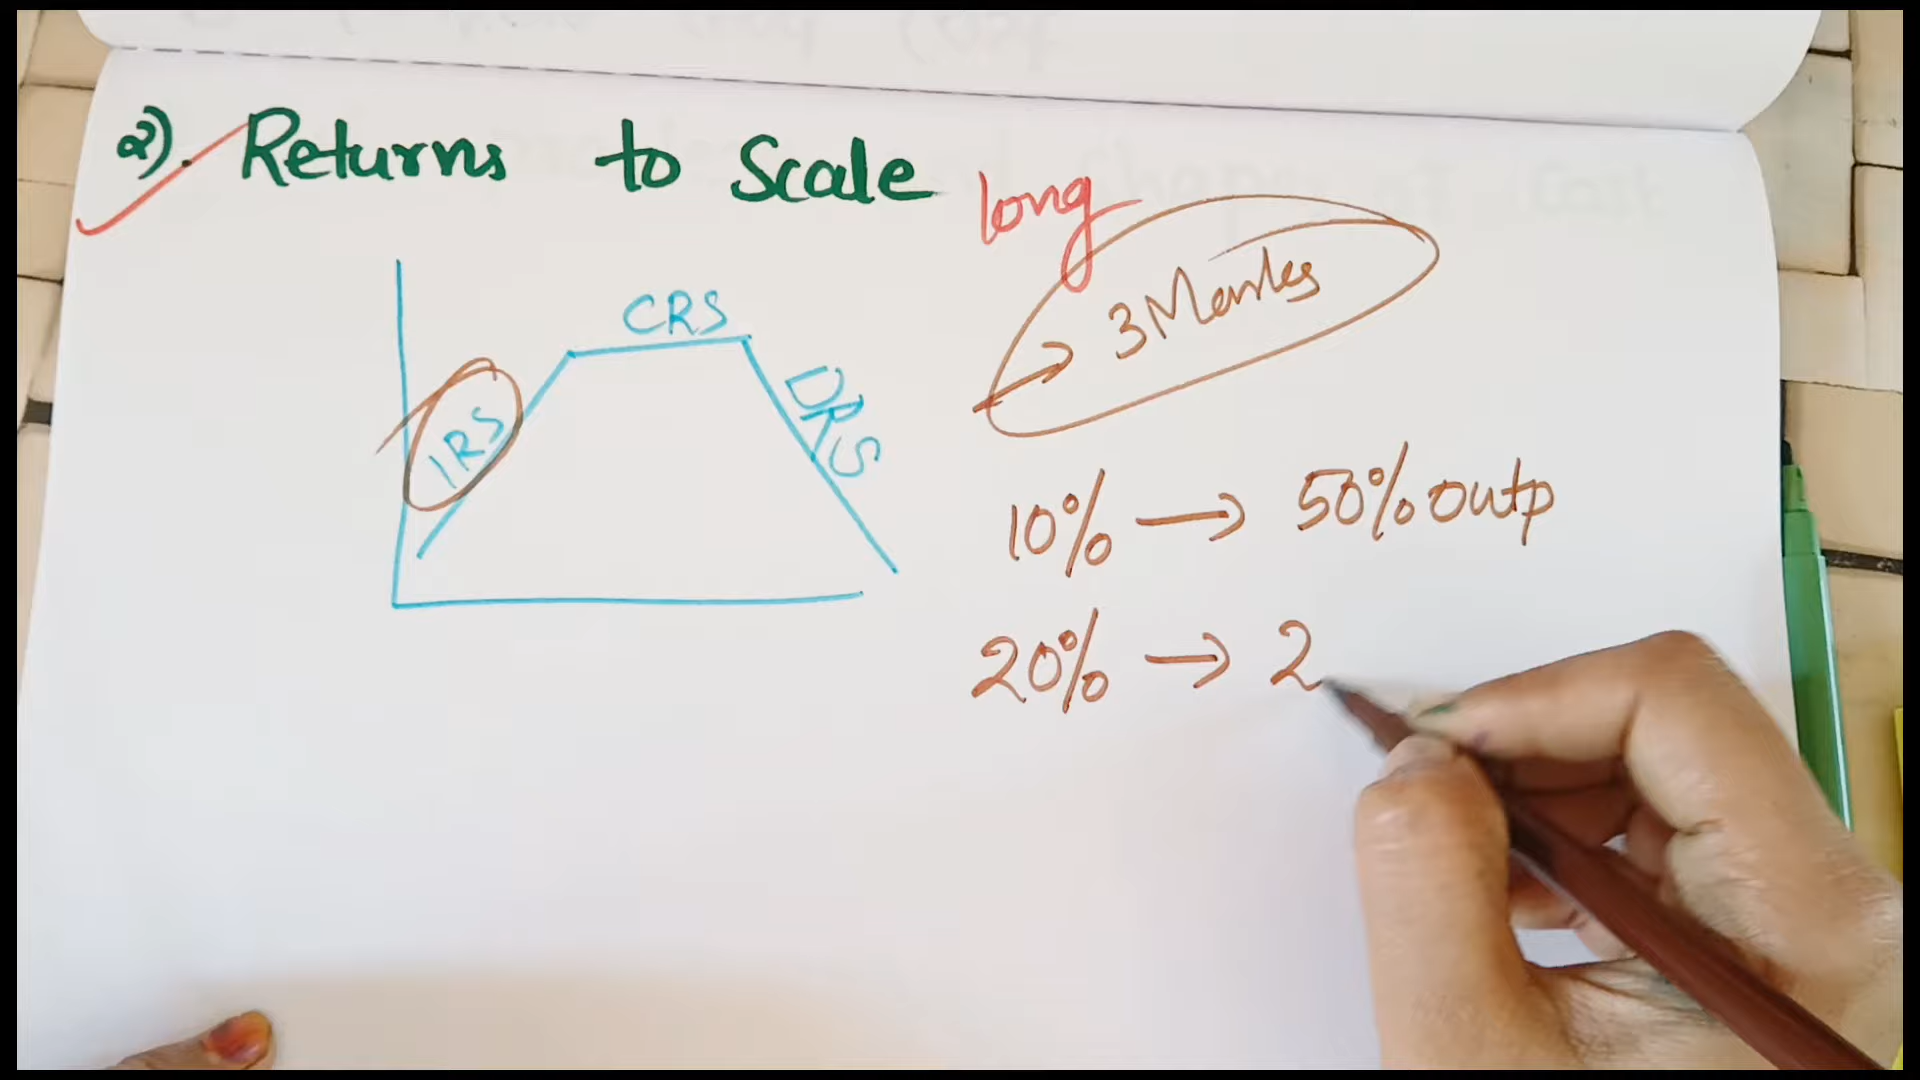 2). Returns to Scale
long
→ 3 Marks
CRS
IRS
DRS
10% → 50% outp
20% → 2